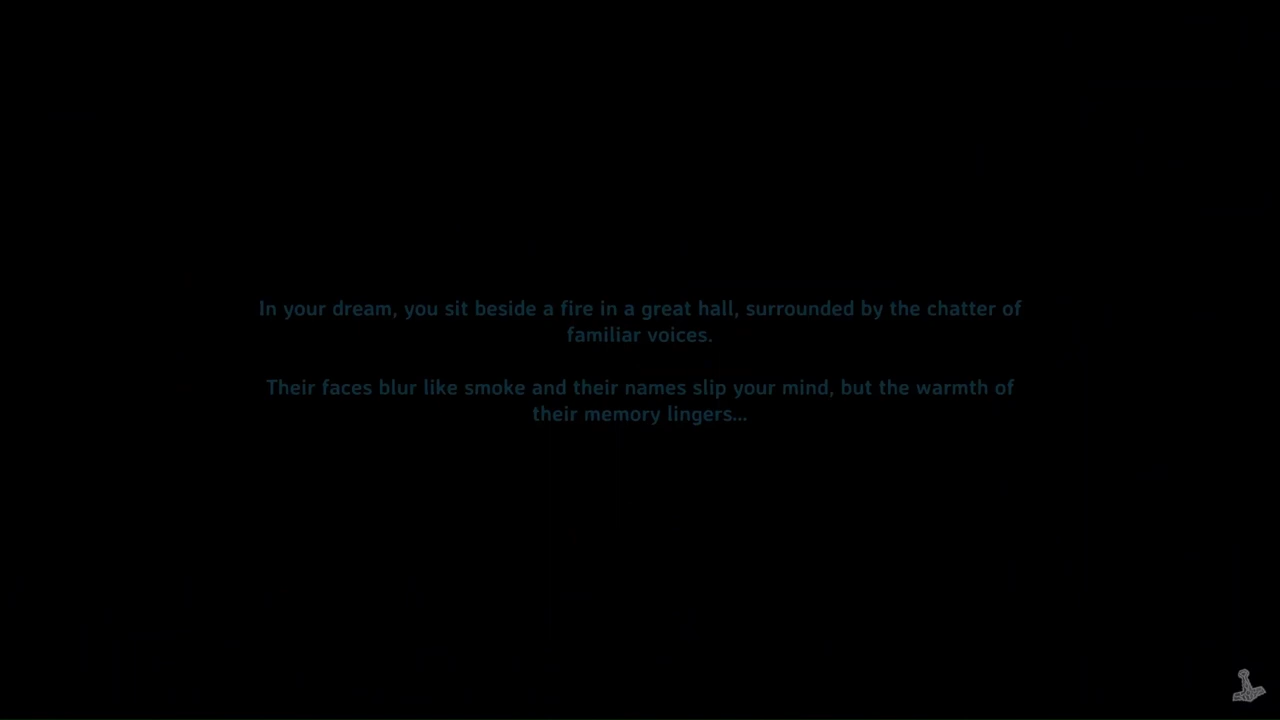 In your dream, you sit beside a fire in a great hall, surrounded by the chatter of
familiar voices.
Their faces blur like smoke and their names slip your mind, but the warmth of
their memory lingers...